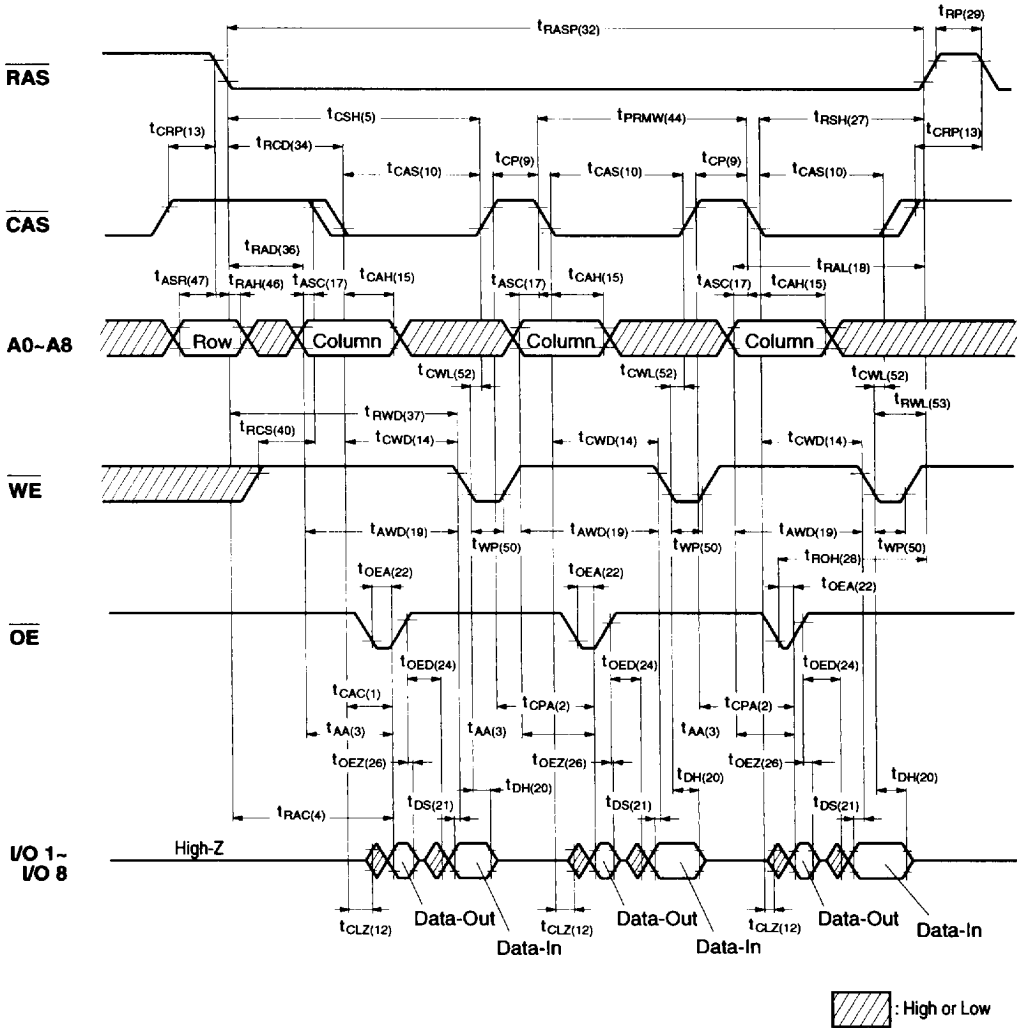 tRASP(32)
tRP(29)
RAS
tCSH(5)
tPRMW(44)
tRSH(27)
tCRP(13)
tRCD(34)
tCRP(13)
tCAS(10)
tCP(9)
tCAS(10)
tCP(9)
tCAS(10)
CAS
tRAD(36)
tRAL(18)
tASR(47)
tRAH(46)
tASC(17)
tCAH(15)
tASC(17)
tCAH(15)
tASC(17)
tCAH(15)
A0~A8
Row
Column
Column
Column
tCWL(52)
tCWL(52)
tCWL(52)
tRWD(37)
tRWL(53)
tRCS(40)
tCWD(14)
tCWD(14)
tCWD(14)
WE
tAWD(19)
tWP(50)
tAWD(19)
tWP(50)
tAWD(19)
tWP(50)
tROH(28)
tOEA(22)
tOEA(22)
tOEA(22)
OE
tOED(24)
tOED(24)
tOED(24)
tCAC(1)
tCPA(2)
tCPA(2)
tAA(3)
tAA(3)
tAA(3)
tOEZ(26)
tOEZ(26)
tOEZ(26)
tDH(20)
tDH(20)
tDH(20)
tDS(21)
tDS(21)
tDS(21)
tRAC(4)
I/O 1~
I/O 8
High-Z
tCLZ(12)
Data-Out
Data-In
tCLZ(12)
Data-Out
Data-In
tCLZ(12)
Data-Out
Data-In
: High or Low